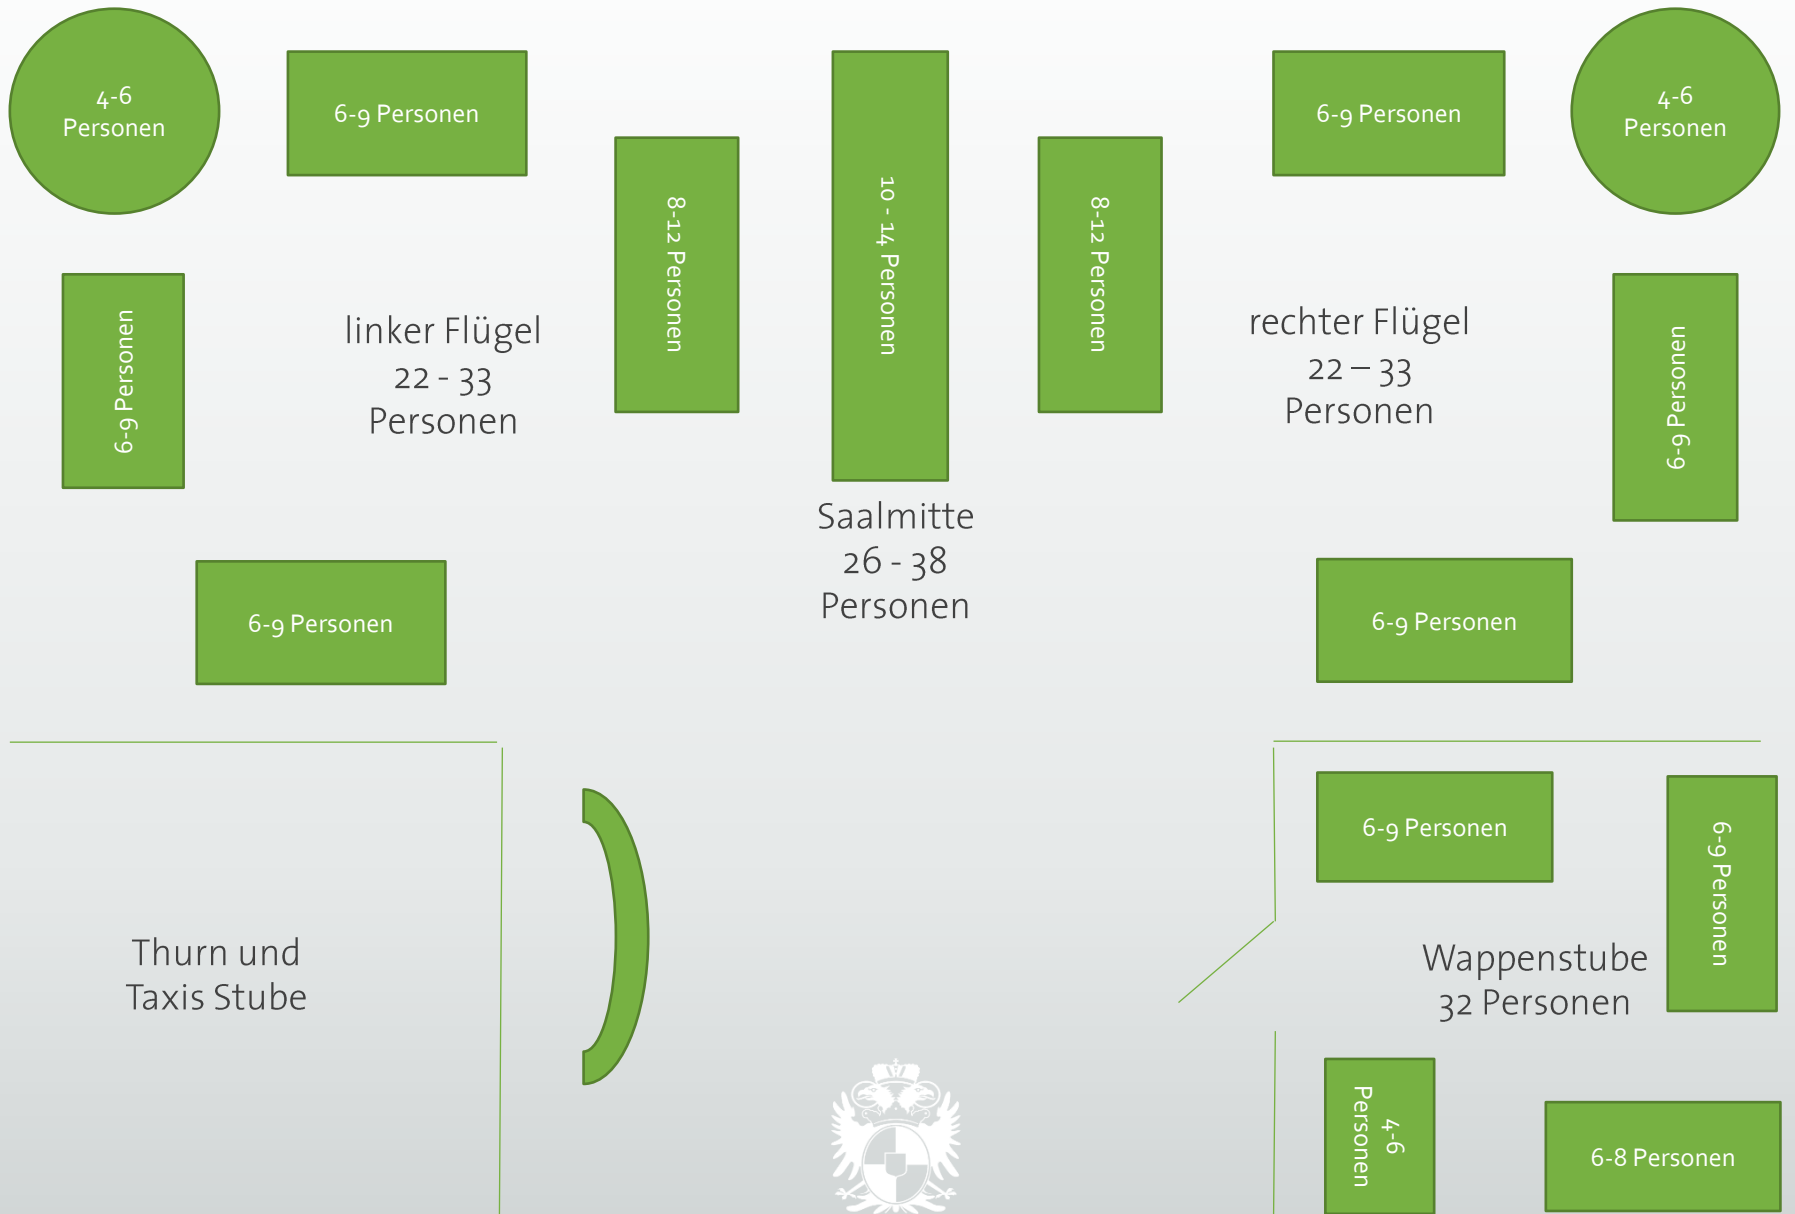 4-6
Personen
6-9 Personen
8-12 Personen
10 - 14 Personen
8-12 Personen
6-9 Personen
4-6
Personen
6-9 Personen
linker Flügel
22 - 33
Personen
rechter Flügel
22 – 33
Personen
6-9 Personen
Saalmitte
26 - 38
Personen
6-9 Personen
6-9 Personen
Thurn und
Taxis Stube
6-9 Personen
6-9 Personen
Wappenstube
32 Personen
4-6
Personen
6-8 Personen